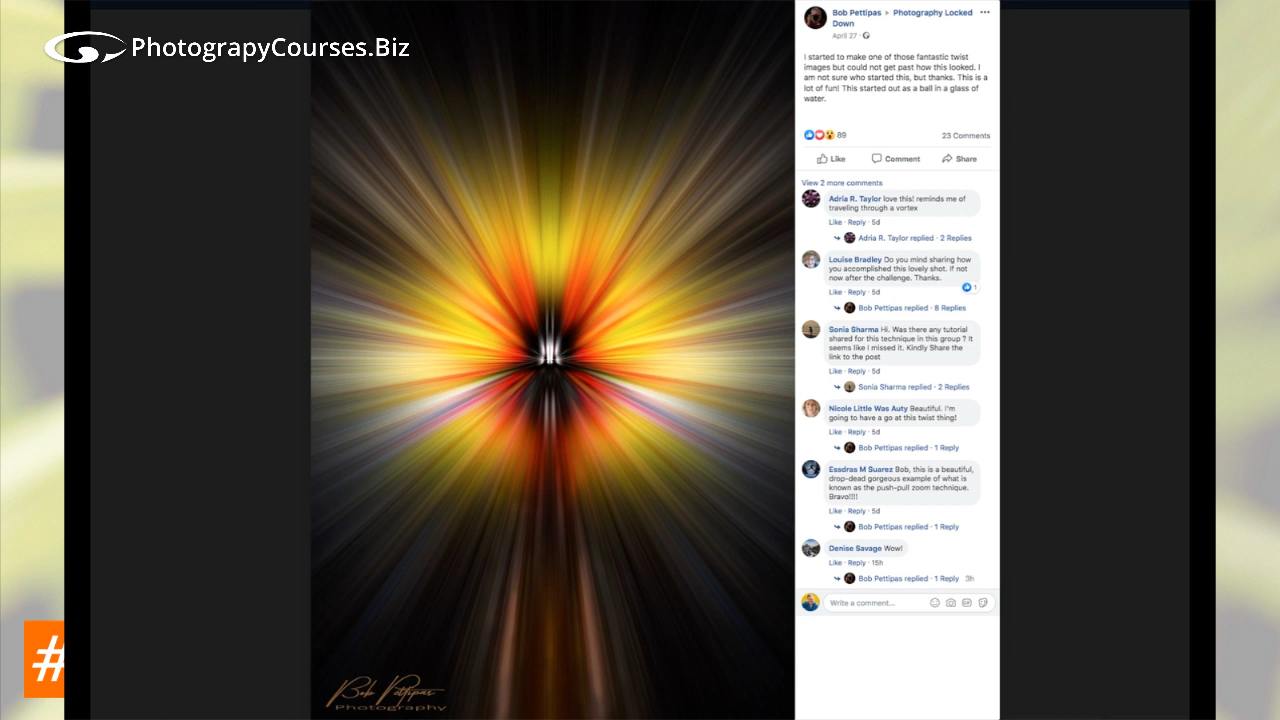 PhotograpyCourses.Biz
#
Bob Pettipas
Photography
Bob Pettipas ▸ Photography Locked
Down
April 27 ·
I started to make one of those fantastic twist
images but could not get past how this looked. I
am not sure who started this, but thanks. This is a
lot of fun! This started out as a ball in a glass of
water.
89
23 Comments
Like Comment Share
View 2 more comments
Adria R. Taylor love this! reminds me of
traveling through a vortex
Like · Reply · 5d
Adria R. Taylor replied · 2 Replies
Louise Bradley Do you mind sharing how
you accomplished this lovely shot. If not
now after the challenge. Thanks.
1
Like · Reply · 5d
Bob Pettipas replied · 8 Replies
Sonia Sharma Hi. Was there any tutorial
shared for this technique in this group ? It
seems like I missed it. Kindly Share the
link to the post
Like · Reply · 5d
Sonia Sharma replied · 2 Replies
Nicole Little Was Auty Beautiful. I'm
going to have a go at this twist thing!
Like · Reply · 5d
Bob Pettipas replied · 1 Reply
Essdras M Suarez Bob, this is a beautiful,
drop-dead gorgeous example of what is
known as the push-pull zoom technique.
Bravo!!!!
Like · Reply · 5d
Bob Pettipas replied · 1 Reply
Denise Savage Wow!
Like · Reply · 15h
Bob Pettipas replied · 1 Reply 3h
Write a comment...
GIF